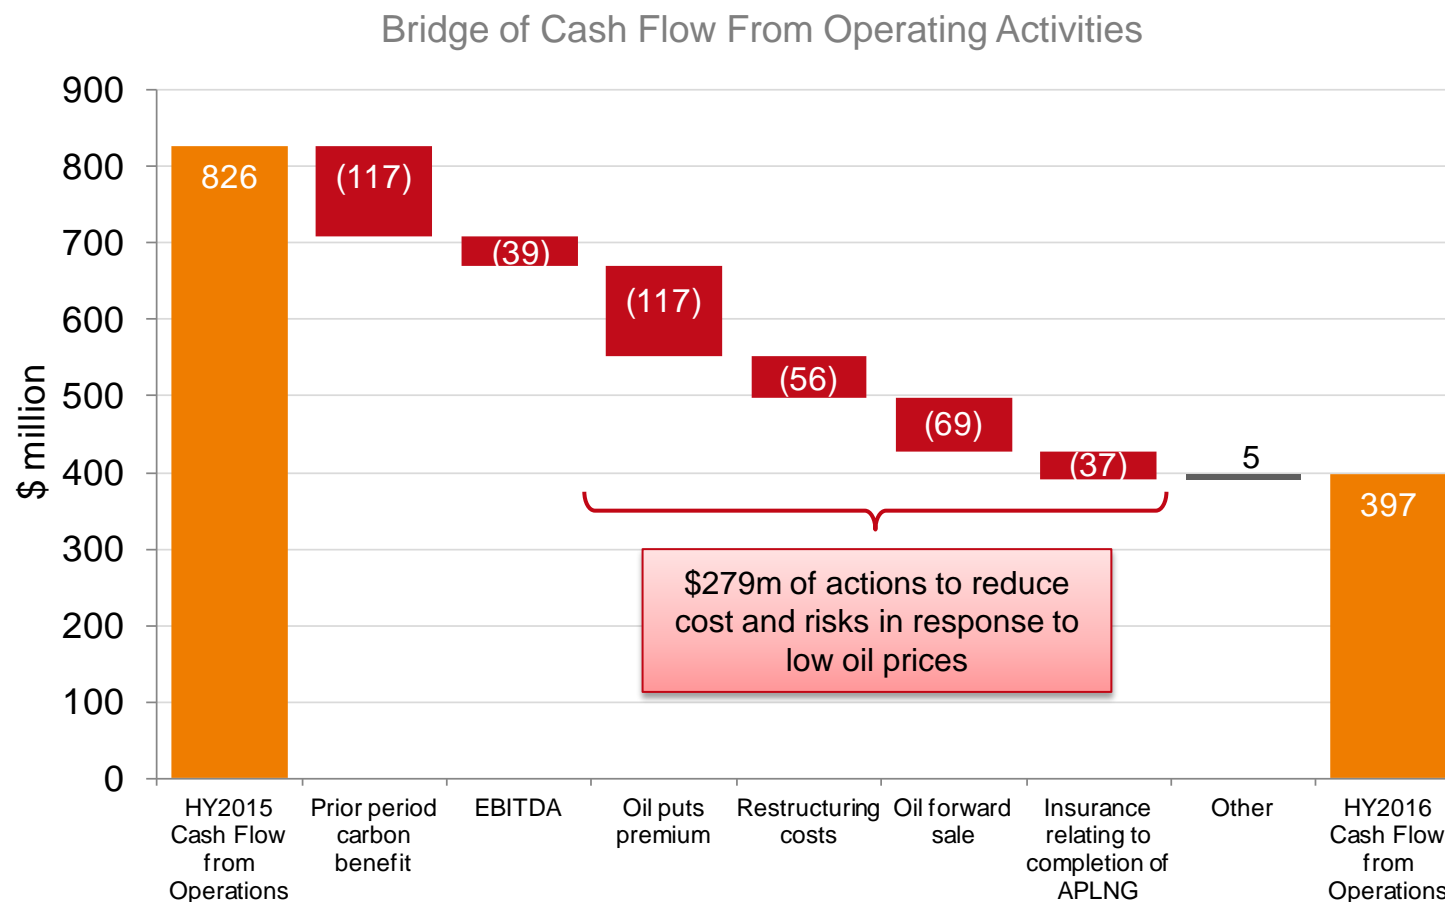 Bridge of Cash Flow From Operating Activities
$ million
900
800
700
600
500
400
300
200
100
0
826
(117)
(39)
(117)
(56)
(69)
(37)
5
397
$279m of actions to reduce
cost and risks in response to
low oil prices
HY2015
Cash Flow
from
Operations
Prior period
carbon
benefit
EBITDA
Oil puts
premium
Restructuring
costs
Oil forward
sale
Insurance
relating to
completion of
APLNG
Other
HY2016
Cash Flow
from
Operations